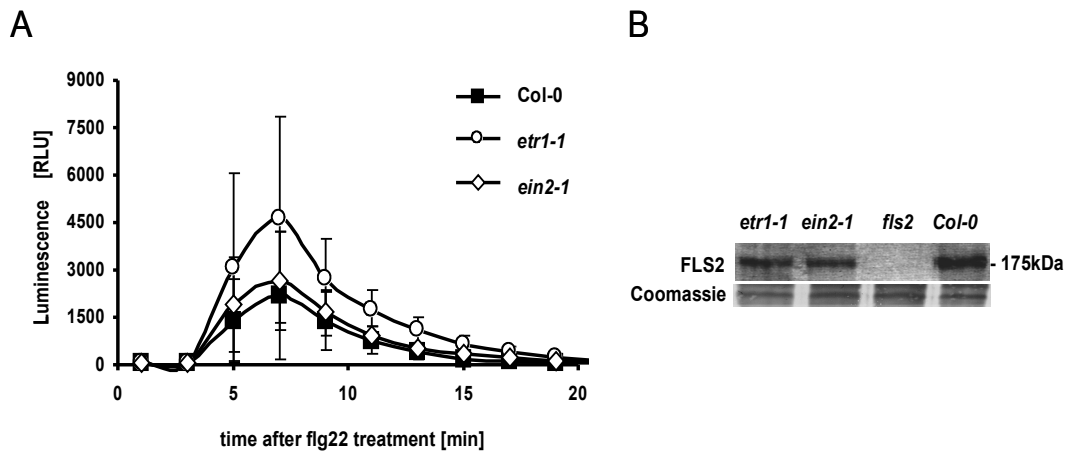 A
B
9000
7500
6000
4500
3000
1500
0
Luminescence [RLU]
0 5 10 15 20
time after flg22 treatment [min]
Col-0
etr1-1
ein2-1
etr1-1 ein2-1 fls2 Col-0
FLS2 - 175kDa
Coomassie